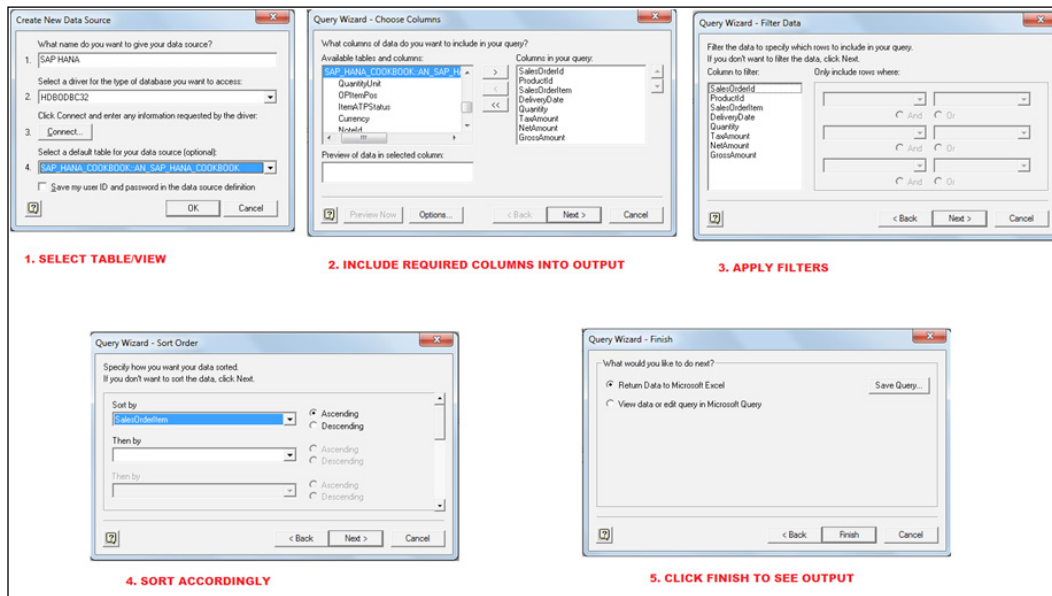 Create New Data Source
What name do you want to give your data source?
1. SAP HANA
Select a driver for the type of database you want to access:
2. HDBODBC32
Click Connect and enter any information requested by the driver:
3. Connect...
Select a default table for your data source (optional):
4. SAP_HANA_COOKBOOK::AN_SAP_HANA_COOKBOOK
Save my user ID and password in the data source definition
OK Cancel
1. SELECT TABLE/VIEW
Query Wizard - Choose Columns
What columns of data do you want to include in your query?
Available tables and columns:
SAP_HANA_COOKBOOK::AN_SAP_H
QuantityUnit
OPItemPos
ItemATPStatus
Currency
NoteId
> 
<
<<
Columns in your query:
SalesOrderId
ProductId
SalesOrderItem
DeliveryDate
Quantity
TaxAmount
NetAmount
GrossAmount
Preview of data in selected column:
Preview Now Options... < Back Next > Cancel
2. INCLUDE REQUIRED COLUMNS INTO OUTPUT
Query Wizard - Filter Data
Filter the data to specify which rows to include in your query.
If you don't want to filter the data, click Next.
Column to filter: Only include rows where:
SalesOrderId
ProductId
SalesOrderItem
DeliveryDate
Quantity
TaxAmount
NetAmount
GrossAmount
And Or
And Or
And Or
< Back Next > Cancel
3. APPLY FILTERS
Query Wizard - Sort Order
Specify how you want your data sorted.
If you don't want to sort the data, click Next.
Sort by
SalesOrderItem
Ascending
Descending
Then by
Ascending
Descending
Then by
Ascending
Descending
< Back Next > Cancel
4. SORT ACCORDINGLY
Query Wizard - Finish
What would you like to do next?
Return Data to Microsoft Excel
Save Query...
View data or edit query in Microsoft Query
< Back Finish Cancel
5. CLICK FINISH TO SEE OUTPUT